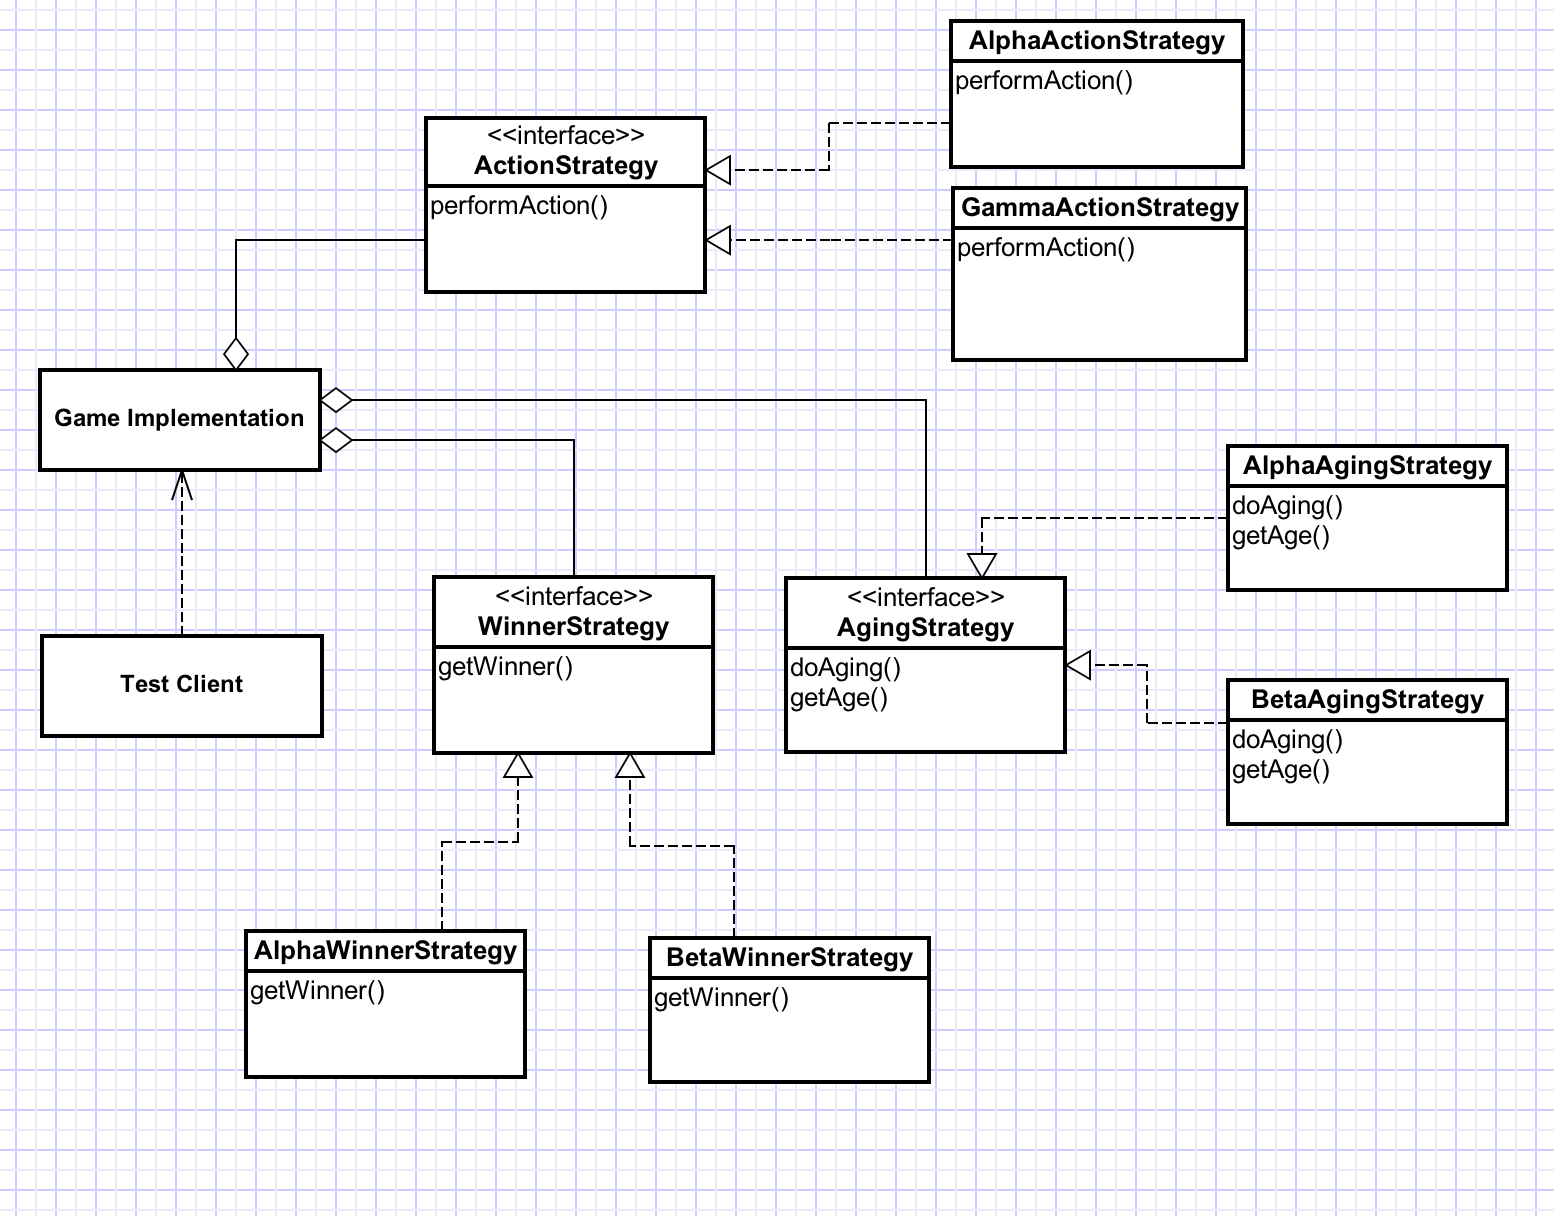 AlphaActionStrategy
performAction()
<<interface>>
ActionStrategy
performAction()
GammaActionStrategy
performAction()
Game Implementation
AlphaAgingStrategy
doAging()
getAge()
<<interface>>
WinnerStrategy
getWinner()
<<interface>>
AgingStrategy
doAging()
getAge()
Test Client
BetaAgingStrategy
doAging()
getAge()
AlphaWinnerStrategy
getWinner()
BetaWinnerStrategy
getWinner()